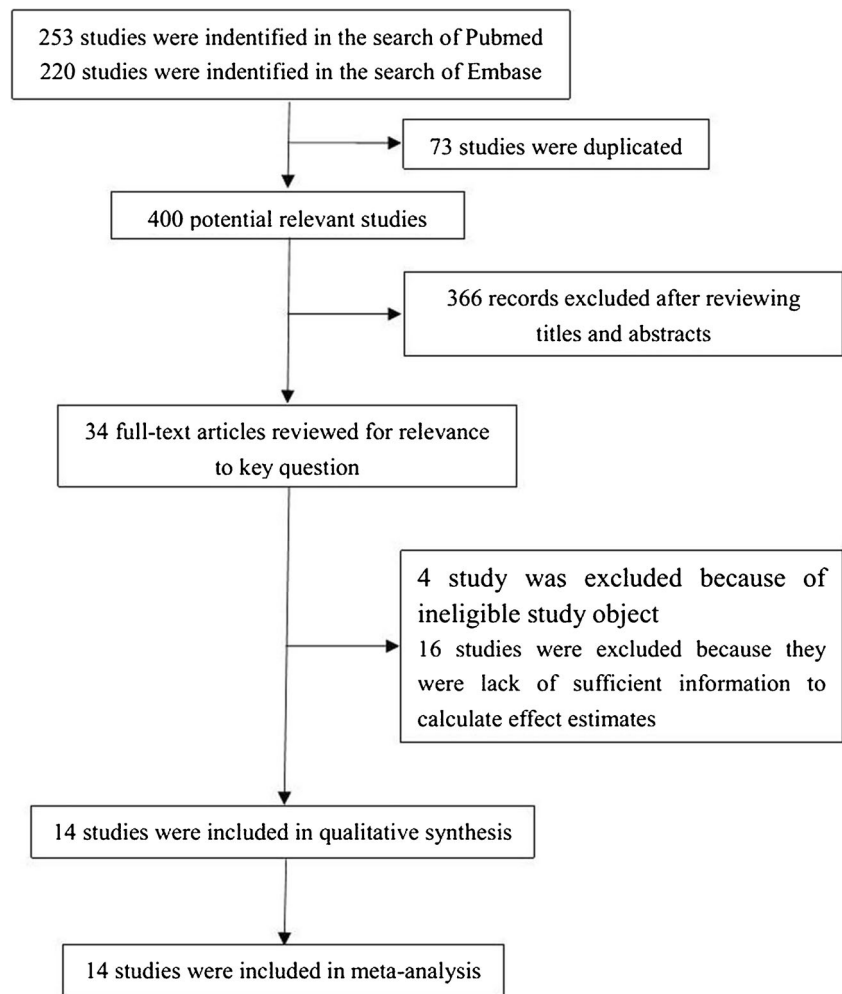 253 studies were indentified in the search of Pubmed
220 studies were indentified in the search of Embase
73 studies were duplicated
400 potential relevant studies
366 records excluded after reviewing
titles and abstracts
34 full-text articles reviewed for relevance
to key question
4 study was excluded because of
ineligible study object
16 studies were excluded because they
were lack of sufficient information to
calculate effect estimates
14 studies were included in qualitative synthesis
14 studies were included in meta-analysis